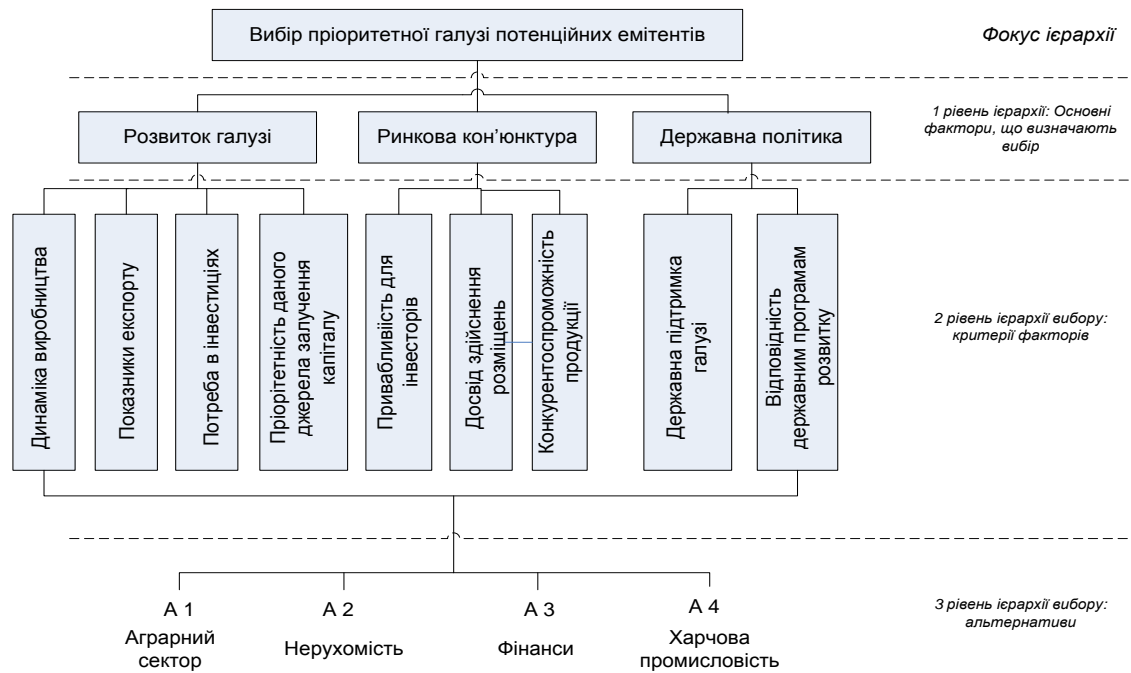 Вибір пріоритетної галузі потенційних емітентів
Фокус ієрархії
1 рівень ієрархії: Основні
фактори, що визначають
вибір
Розвиток галузі
Ринкова кон’юнктура
Державна політика
Динаміка виробництва
Показники експорту
Потреба в інвестиціях
Пріорітетність даного
джерела залучення
капіталу
Привабливіість для
інвесторів
Досвід здійснення
розміщень
Конкурентоспроможність
продукції
Державна підтримка
галузі
Відповідність
державним програмам
розвитку
2 рівень ієрархії вибору:
критерії факторів
А 1
Аграрний
сектор
А 2
Нерухомість
А 3
Фінанси
А 4
Харчова
промисловість
3 рівень ієрархії вибору:
альтернативи